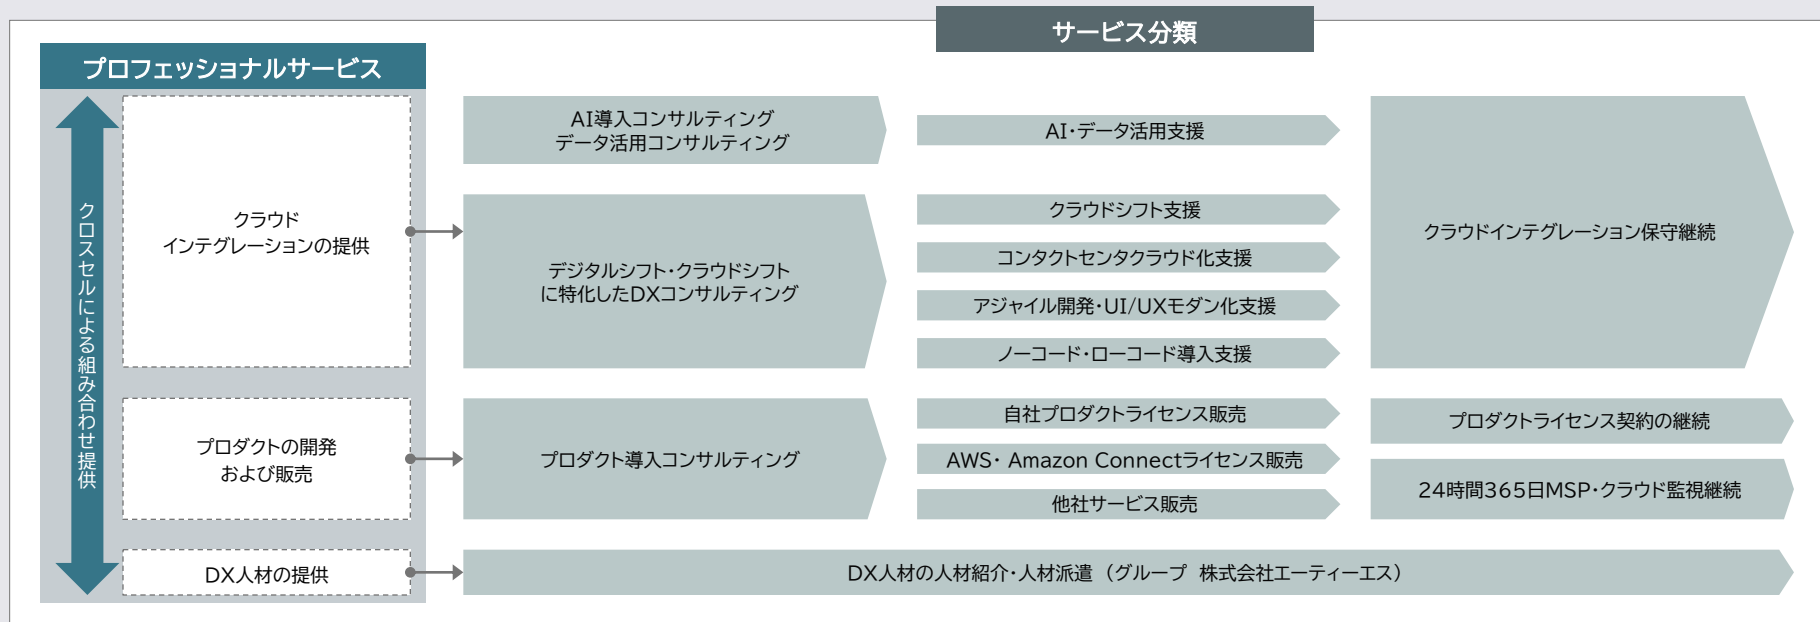 サービス分類
プロフェッショナルサービス
クロスセルによる組み合わせ提供
クラウド
インテグレーションの提供
AI導入コンサルティング
データ活用コンサルティング
AI・データ活用支援
デジタルシフト・クラウドシフト
に特化したDXコンサルティング
クラウドシフト支援
コンタクトセンタクラウド化支援
アジャイル開発・UI/UXモダン化支援
ノーコード・ローコード導入支援
クラウドインテグレーション保守継続
プロダクトの開発
および販売
プロダクト導入コンサルティング
自社プロダクトライセンス販売
AWS・ Amazon Connectライセンス販売
他社サービス販売
プロダクトライセンス契約の継続
24時間365日MSP・クラウド監視継続
DX人材の提供
DX人材の人材紹介・人材派遣（グループ 株式会社エーティーエス）